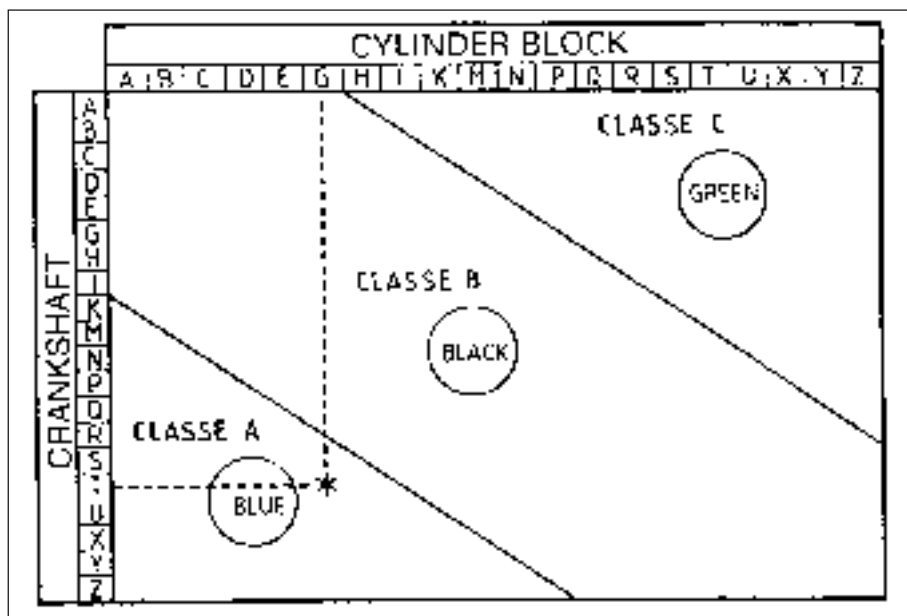 CYLINDER BLOCK
A B C D E G H I K M N P Q R S T U X Y Z
CRANKSHAFT
A
B
C
D
E
G
H
I
K
M
N
P
Q
R
S
U
X
Y
Z
CLASSE C
GREEN
CLASSE B
BLACK
CLASSE A
BLUE